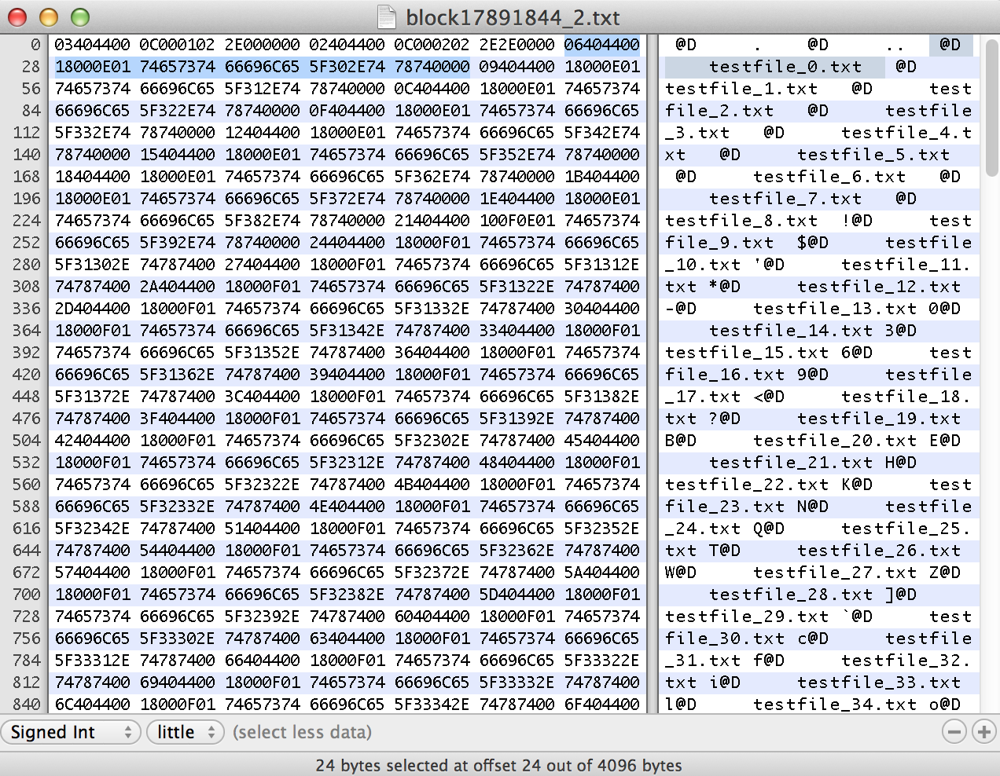 block17891844_2.txt
0 03404400 0C000102 2E000000 02404400 0C000202 2E2E0000 06404400 @D . @D .. @D
28 18000E01 74657374 66696C65 5F302E74 78740000 09404400 18000E01 testfile_0.txt @D
56 74657374 66696C65 5F312E74 78740000 0C404400 18000E01 74657374 testfile_1.txt @D test
84 66696C65 5F322E74 78740000 0F404400 18000E01 74657374 66696C65 file_2.txt @D testfile
112 5F332E74 78740000 12404400 18000E01 74657374 66696C65 5F342E74 _3.txt @D testfile_4.t
140 78740000 15404400 18000E01 74657374 66696C65 5F352E74 78740000 xt @D testfile_5.txt
168 18404400 18000E01 74657374 66696C65 5F362E74 78740000 1B404400 @D testfile_6.txt @D
196 18000E01 74657374 66696C65 5F372E74 78740000 1E404400 18000E01 testfile_7.txt @D
224 74657374 66696C65 5F382E74 78740000 21404400 100F0E01 74657374 testfile_8.txt !@D test
252 66696C65 5F392E74 78740000 24404400 18000F01 74657374 66696C65 file_9.txt $@D testfile
280 5F31302E 74787400 27404400 18000F01 74657374 66696C65 5F31312E _10.txt '@D testfile_11.
308 74787400 2A404400 18000F01 74657374 66696C65 5F31322E 74787400 txt *@D testfile_12.txt
336 2D404400 18000F01 74657374 66696C65 5F31332E 74787400 30404400 -@D testfile_13.txt 0@D
364 18000F01 74657374 66696C65 5F31342E 74787400 33404400 18000F01 testfile_14.txt 3@D
392 74657374 66696C65 5F31352E 74787400 36404400 18000F01 74657374 testfile_15.txt 6@D test
420 66696C65 5F31362E 74787400 39404400 18000F01 74657374 66696C65 file_16.txt 9@D testfile
448 5F31372E 74787400 3C404400 18000F01 74657374 66696C65 5F31382E _17.txt <@D testfile_18.
476 74787400 3F404400 18000F01 74657374 66696C65 5F31392E 74787400 txt ?@D testfile_19.txt
504 42404400 18000F01 74657374 66696C65 5F32302E 74787400 45404400 B@D testfile_20.txt E@D
532 18000F01 74657374 66696C65 5F32312E 74787400 48404400 18000F01 testfile_21.txt H@D
560 74657374 66696C65 5F32322E 74787400 4B404400 18000F01 74657374 testfile_22.txt K@D test
588 66696C65 5F32332E 74787400 4E404400 18000F01 74657374 66696C65 file_23.txt N@D testfile
616 5F32342E 74787400 51404400 18000F01 74657374 66696C65 5F32352E _24.txt Q@D testfile_25.
644 74787400 54404400 18000F01 74657374 66696C65 5F32362E 74787400 txt T@D testfile_26.txt
672 57404400 18000F01 74657374 66696C65 5F32372E 74787400 5A404400 W@D testfile_27.txt Z@D
700 18000F01 74657374 66696C65 5F32382E 74787400 5D404400 18000F01 testfile_28.txt ]@D
728 74657374 66696C65 5F32392E 74787400 60404400 18000F01 74657374 testfile_29.txt `@D test
756 66696C65 5F33302E 74787400 63404400 18000F01 74657374 66696C65 file_30.txt c@D testfile
784 5F33312E 74787400 66404400 18000F01 74657374 66696C65 5F33322E _31.txt f@D testfile_32.
812 74787400 69404400 18000F01 74657374 66696C65 5F33332E 74787400 txt i@D testfile_33.txt
840 6C404400 18000F01 74657374 66696C65 5F33342E 74787400 6F404400 l@D testfile_34.txt o@D
Signed Int little (select less data)
24 bytes selected at offset 24 out of 4096 bytes